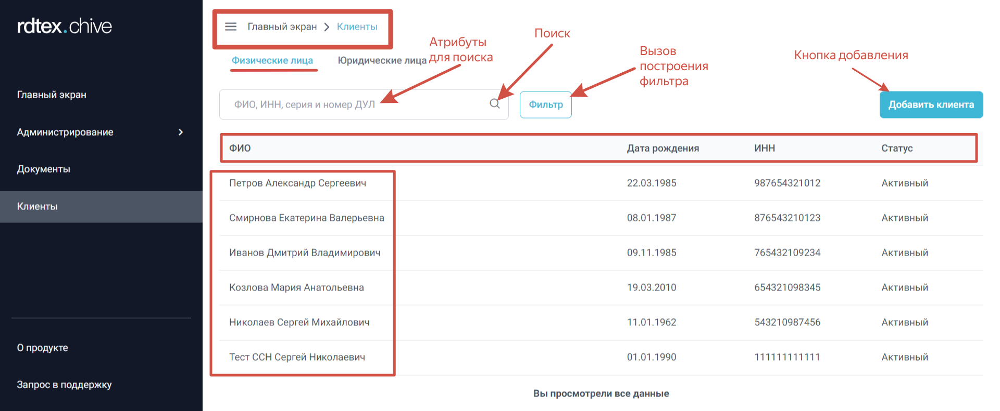 rdtex.chive
Главный экран
Администрирование
Документы
Клиенты
О продукте
Запрос в поддержку
Главный экран > Клиенты
Физические лица Юридические лица
Атрибуты
для поиска
Поиск
Вызов
построения
фильтра
Кнопка добавления
ФИО, ИНН, серия и номер ДУЛ
Фильтр
Добавить клиента
ФИО Дата рождения ИНН Статус
Петров Александр Сергеевич 22.03.1985 987654321012 Активный
Смирнова Екатерина Валерьевна 08.01.1987 876543210123 Активный
Иванов Дмитрий Владимирович 09.11.1985 765432109234 Активный
Козлова Мария Анатольевна 19.03.2010 654321098345 Активный
Николаев Сергей Михайлович 11.01.1962 543210987456 Активный
Тест ССН Сергей Николаевич 01.01.1990 111111111111 Активный
Вы просмотрели все данные